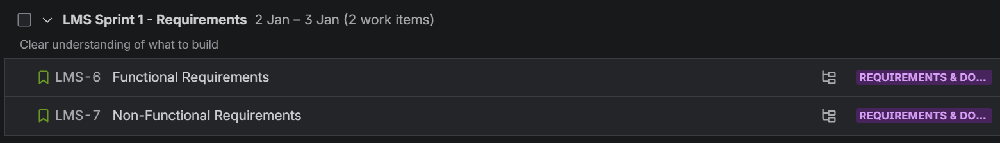 LMS Sprint 1 - Requirements 2 Jan – 3 Jan (2 work items)
Clear understanding of what to build
LMS-6 Functional Requirements REQUIREMENTS & DO...
LMS-7 Non-Functional Requirements REQUIREMENTS & DO...